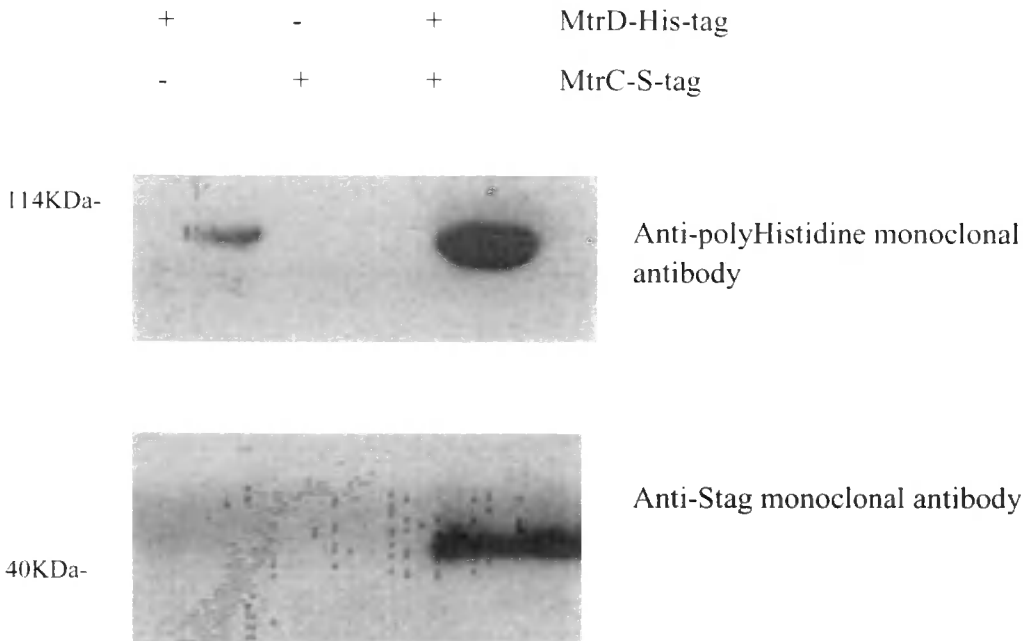 + - + MtrD-His-tag
- + + MtrC-S-tag
114KDa-
Anti-polyHistidine monoclonal
antibody
Anti-Stag monoclonal antibody
40KDa-